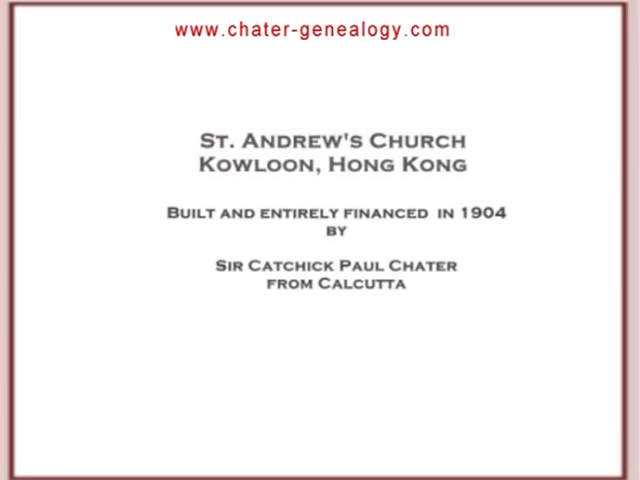 www.chater-genealogy.com
St. Andrew's Church
Kowloon, Hong Kong
Built and entirely financed in 1904
by
Sir Catchick Paul Chater
from Calcutta